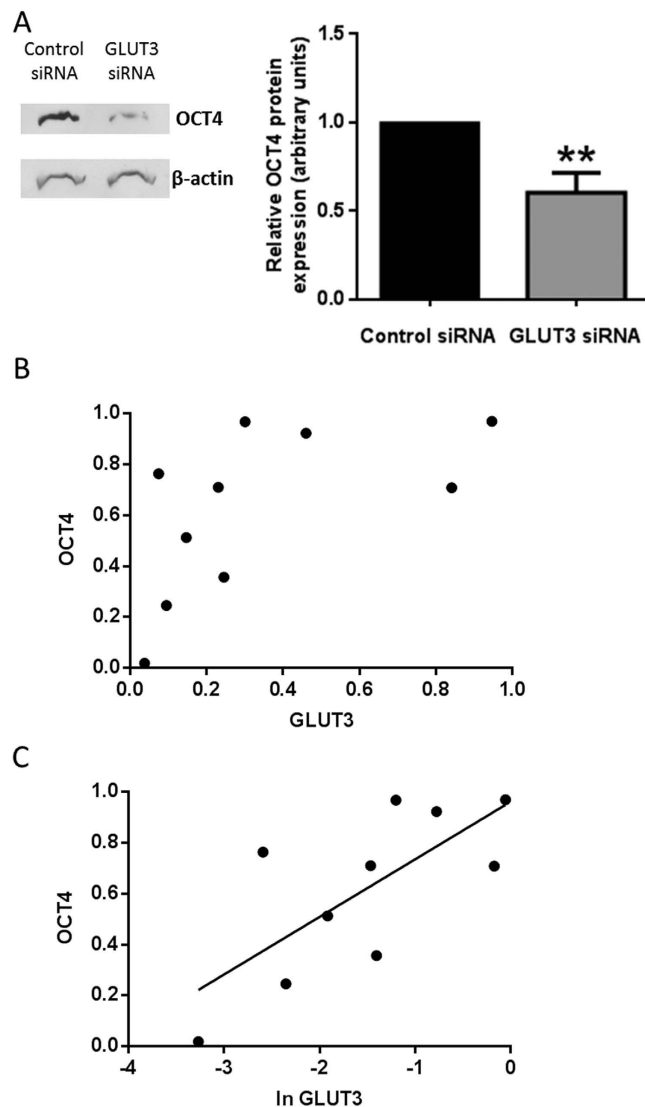 A
Control
siRNA
GLUT3
siRNA
OCT4
β-actin
Relative OCT4 protein
expression (arbitrary units)
1.5
1.0
0.5
0.0
**
Control siRNA GLUT3 siRNA
B
OCT4
1.0
0.8
0.6
0.4
0.2
0.0
0.0 0.2 0.4 0.6 0.8 1.0
GLUT3
C
OCT4
1.0
0.8
0.6
0.4
0.2
0.0
-4 -3 -2 -1 0
ln GLUT3